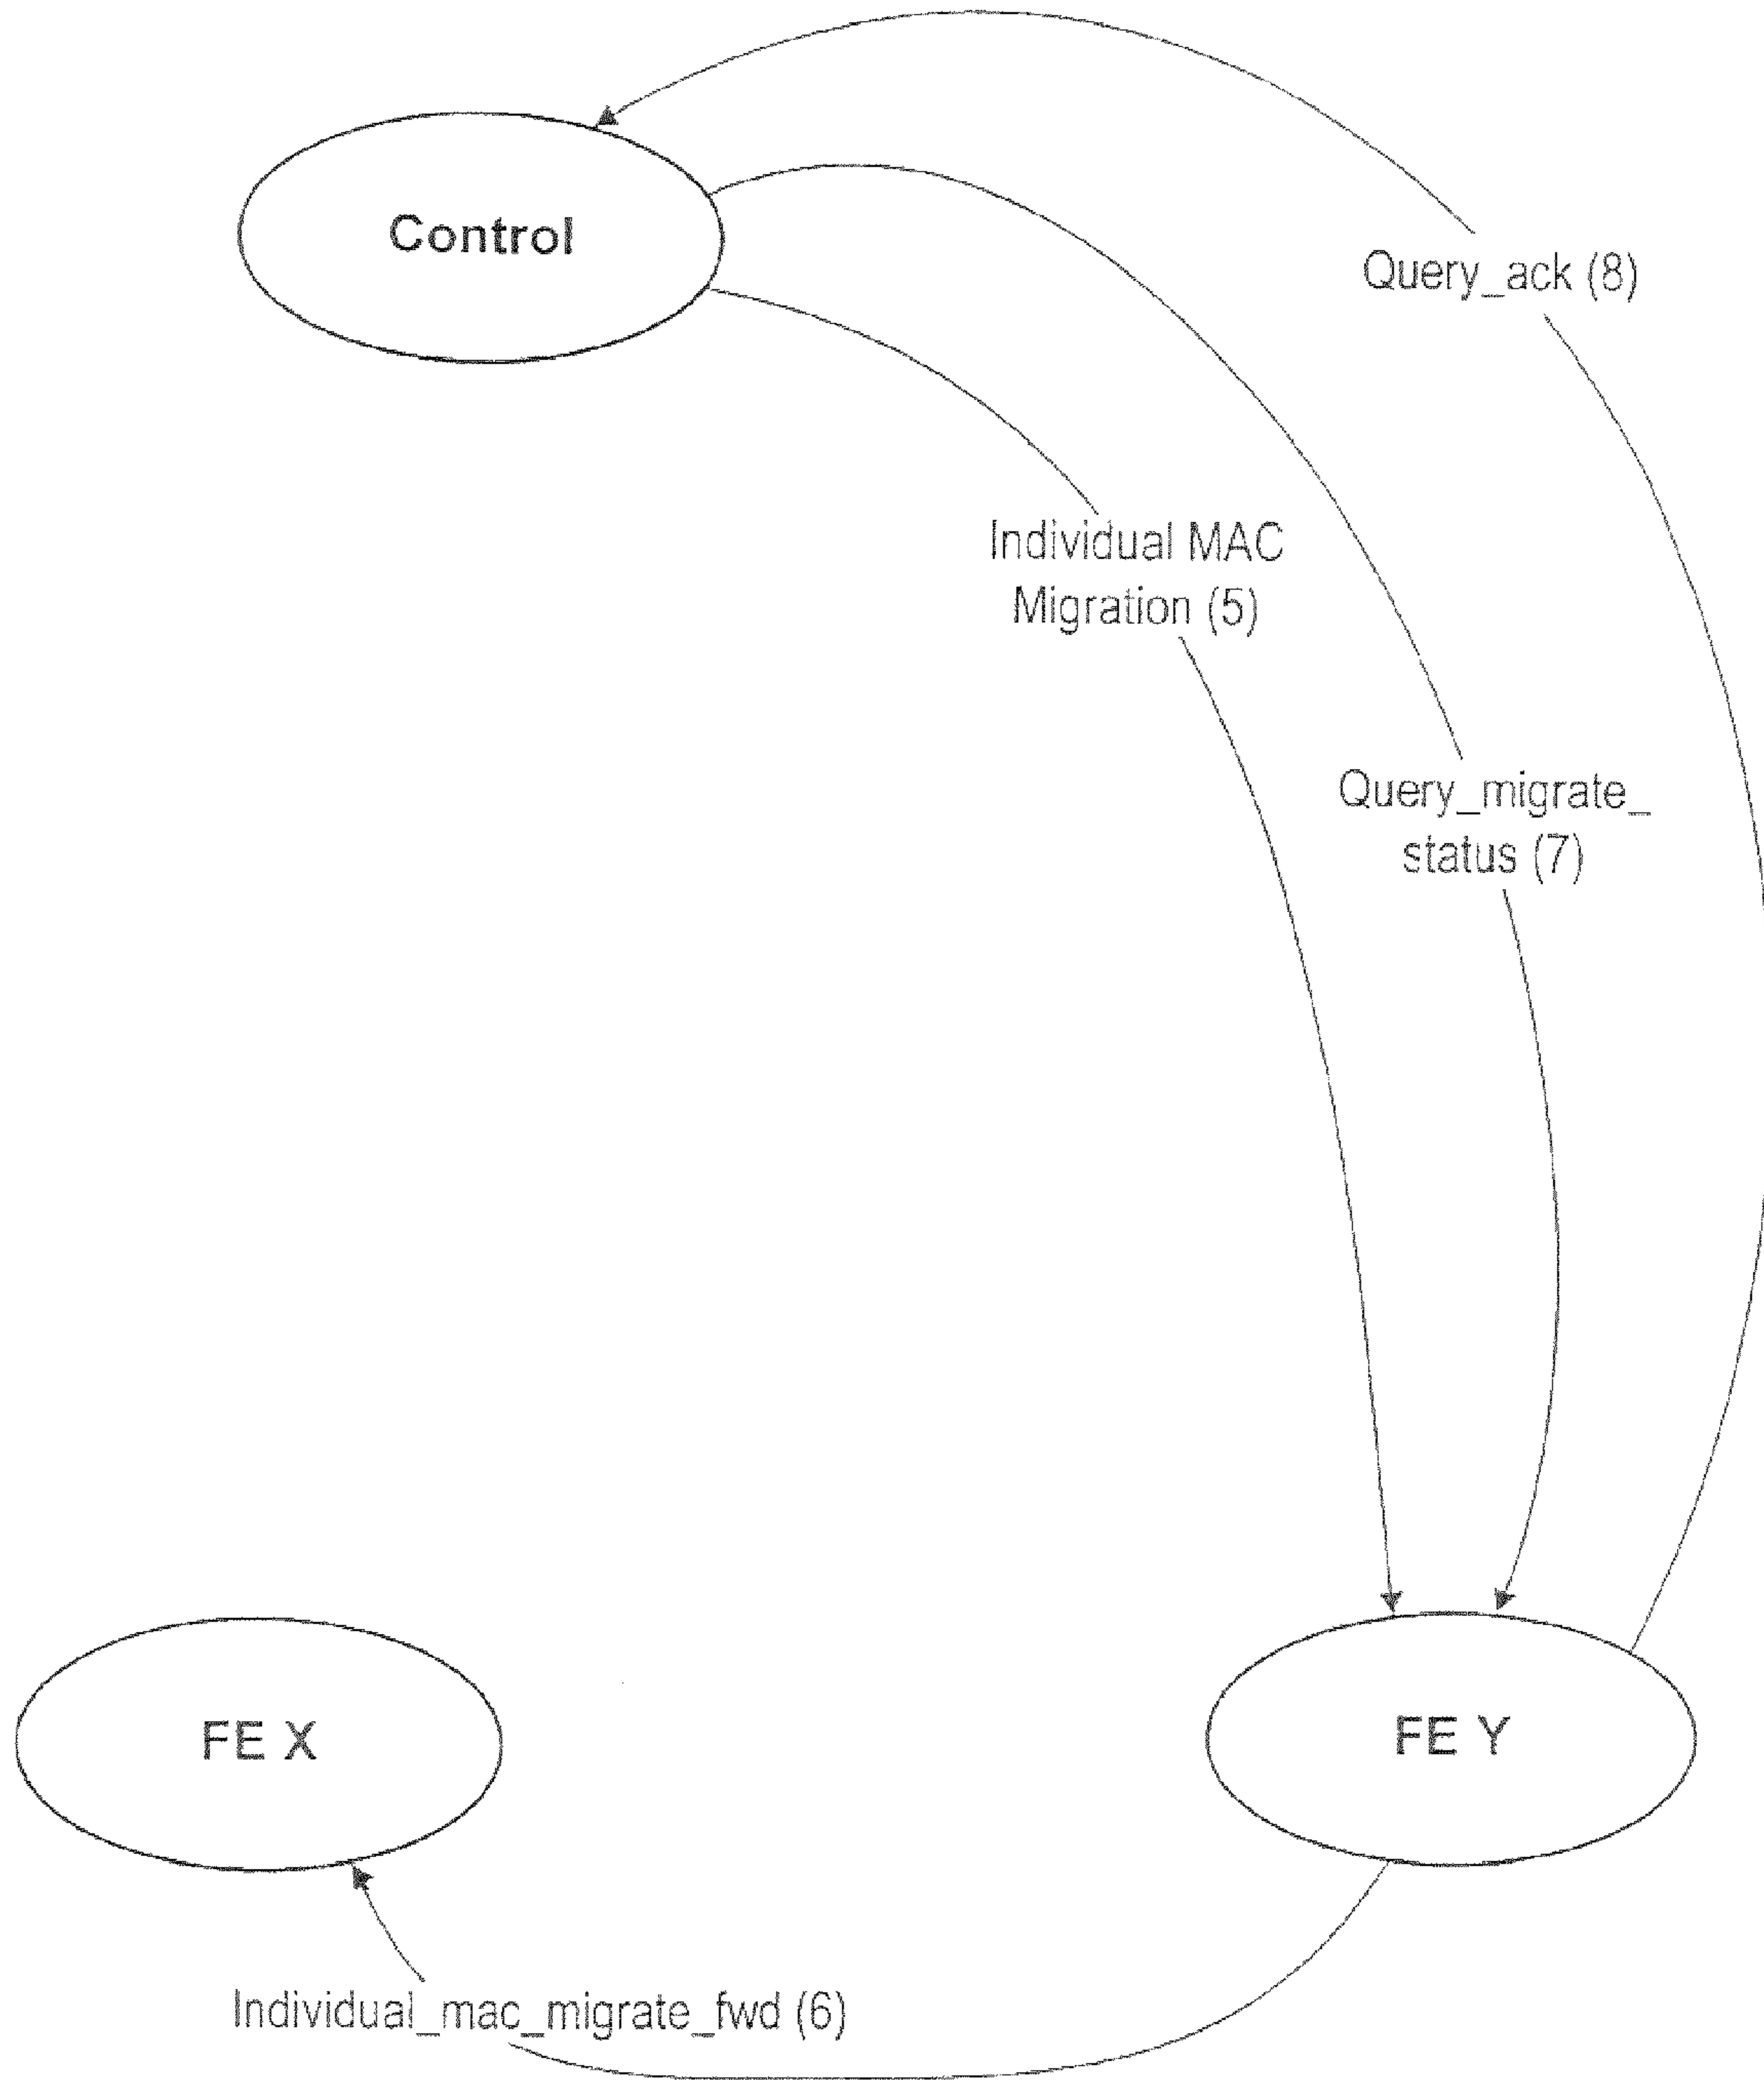 Control
Query_ack (8)
Individual MAC
Migration (5)
Query_migrate_
status (7)
FE X
FE Y
Individual_mac_migrate_fwd (6)